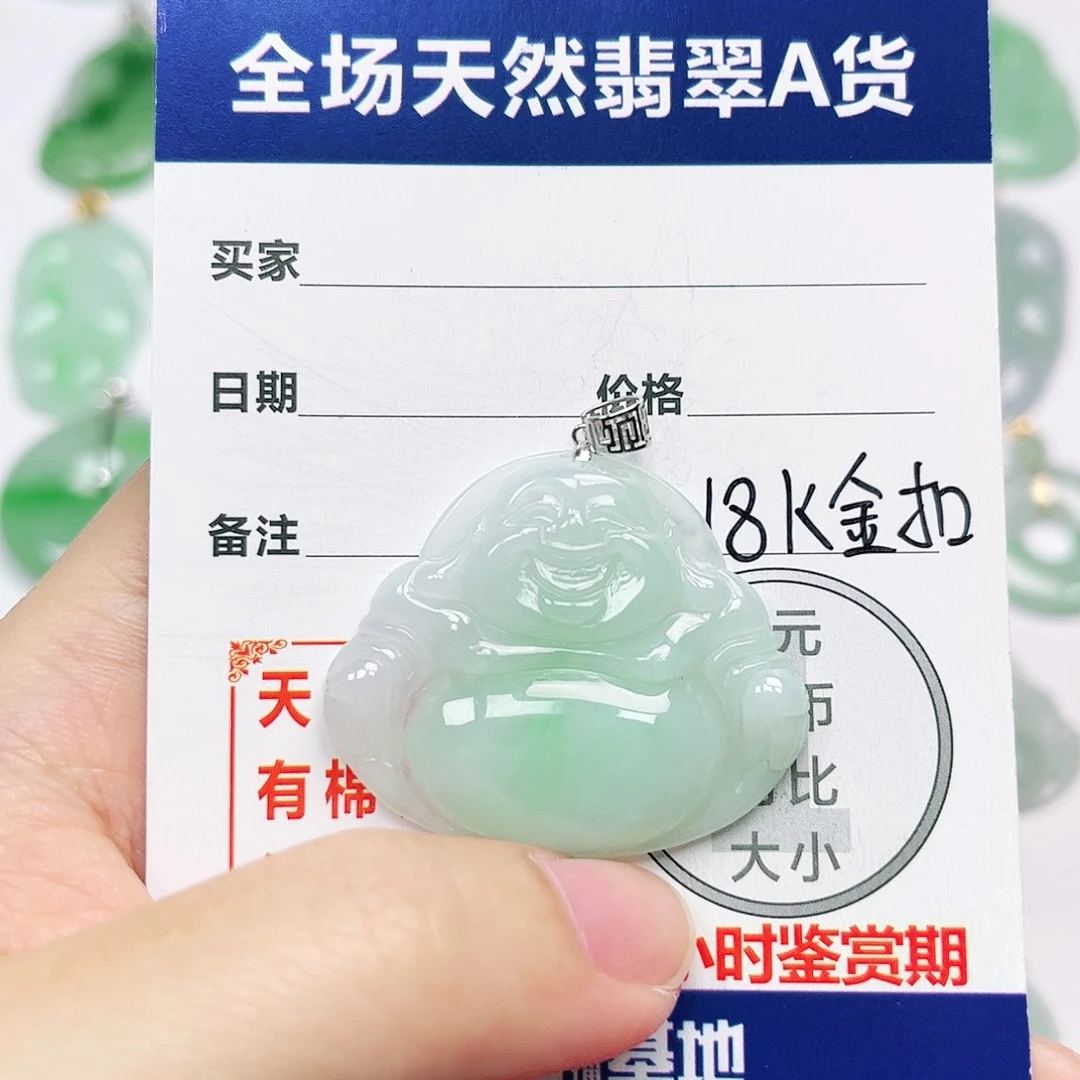 全场天然翡翠A货
买家
日期 价格
备注 18K金扣
元
币
天
比
有棉
大小
小时鉴赏期
基地